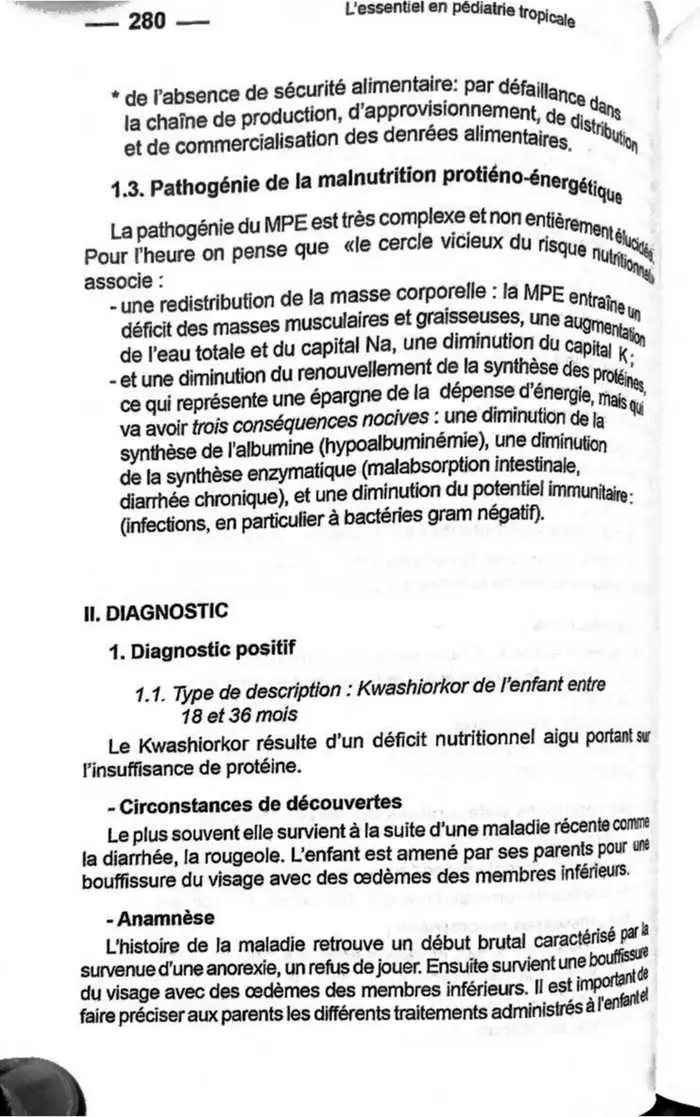 — 280 —
L'essentiel en pédiatrie tropicale
* de l'absence de sécurité alimentaire: par défaillance dans
la chaîne de production, d'approvisionnement, de distribution
et de commercialisation des denrées alimentaires.
1.3. Pathogénie de la malnutrition protiéno-énergétique
La pathogénie du MPE est très complexe et non entièrement élucidés.
Pour l'heure on pense que «le cercle vicieux du risque nutritionnel»
associe :
- une redistribution de la masse corporelle : la MPE entraîne un
déficit des masses musculaires et graisseuses, une augmentation
de l'eau totale et du capital Na, une diminution du capital K;
- et une diminution du renouvellement de la synthèse des protéines,
ce qui représente une épargne de la dépense d'énergie, mais qui
va avoir trois conséquences nocives : une diminution de la
synthèse de l'albumine (hypoalbuminémie), une diminution
de la synthèse enzymatique (malabsorption intestinale,
diarrhée chronique), et une diminution du potentiel immunitaire:
(infections, en particulier à bactéries gram négatif).
II. DIAGNOSTIC
1. Diagnostic positif
1.1. Type de description : Kwashiorkor de l'enfant entre
18 et 36 mois
Le Kwashiorkor résulte d'un déficit nutritionnel aigu portant sur
l'insuffisance de protéine.
- Circonstances de découvertes
Le plus souvent elle survient à la suite d'une maladie récente comme
la diarrhée, la rougeole. L'enfant est amené par ses parents pour une
bouffissure du visage avec des œdèmes des membres inférieurs.
- Anamnèse
L'histoire de la maladie retrouve un début brutal caractérisé par la
survenue d'une anorexie, un refus de jouer. Ensuite survient une bouffissure
du visage avec des œdèmes des membres inférieurs. Il est important de
faire préciser aux parents les différents traitements administrés à l'enfant et